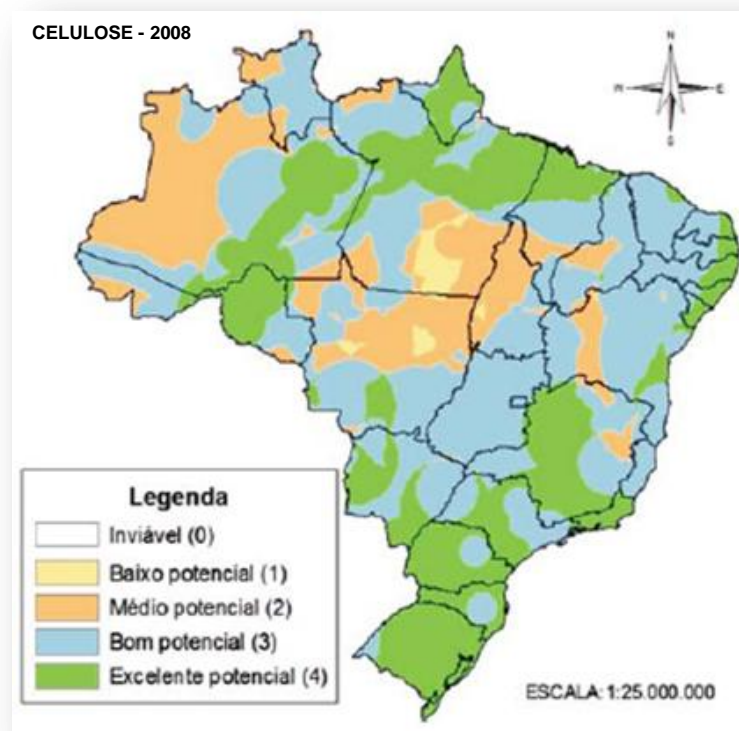 CELULOSE - 2008
N
E
Legenda
Inviável (0)
Baixo potencial (1)
Médio potencial (2)
Bom potencial (3)
Excelente potencial (4)
ESCALA: 1:25.000.000